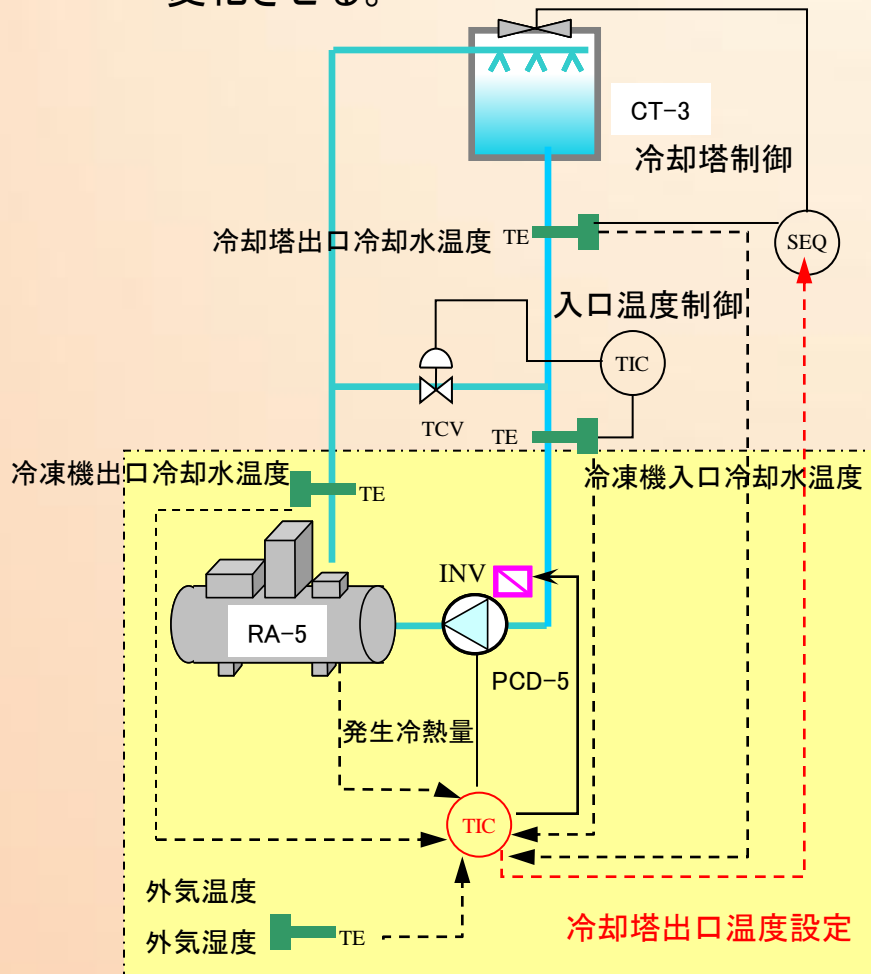 変化させる。
CT-3
冷却塔制御
冷却塔出口冷却水温度
TE
SEQ
入口温度制御
TIC
TCV
TE
冷凍機出口冷却水温度
TE
冷凍機入口冷却水温度
INV
RA-5
PCD-5
発生冷熱量
TIC
外気温度
外気湿度
TE
冷却塔出口温度設定